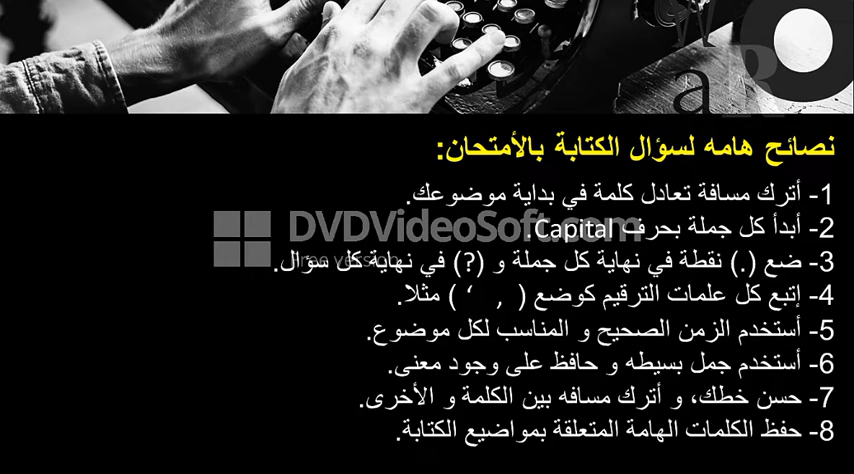 W
a R
نصائح هامه لسؤال الكتابة بالأمتحان:
1- أترك مسافة تعادل كلمة في بداية موضوعك.
2- أبدأ كل جملة بحرف Capital.
DVDVideoSoft.com
3- ضع (.) نقطة في نهاية كل جملة و (?) في نهاية كل سؤال.
Free version
4- إتبع كل علمات الترقيم كوضع ( , ‘ ) مثلا.
5- أستخدم الزمن الصحيح و المناسب لكل موضوع.
6- أستخدم جمل بسيطه و حافظ على وجود معنى.
7- حسن خطك، و أترك مسافه بين الكلمة و الأخرى.
8- حفظ الكلمات الهامة المتعلقة بمواضيع الكتابة.